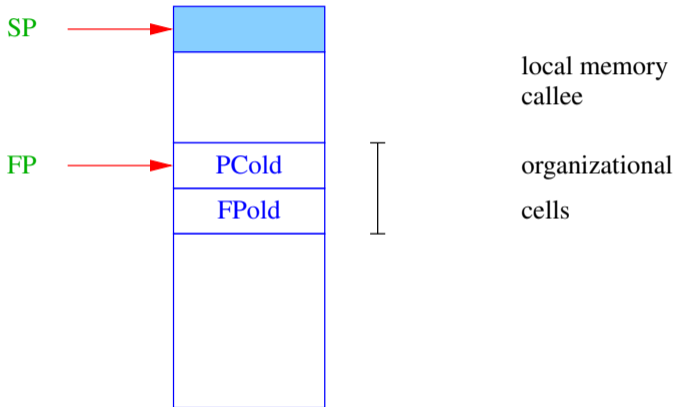 SP
local memory
callee
FP
PCold
organizational
FPold
cells